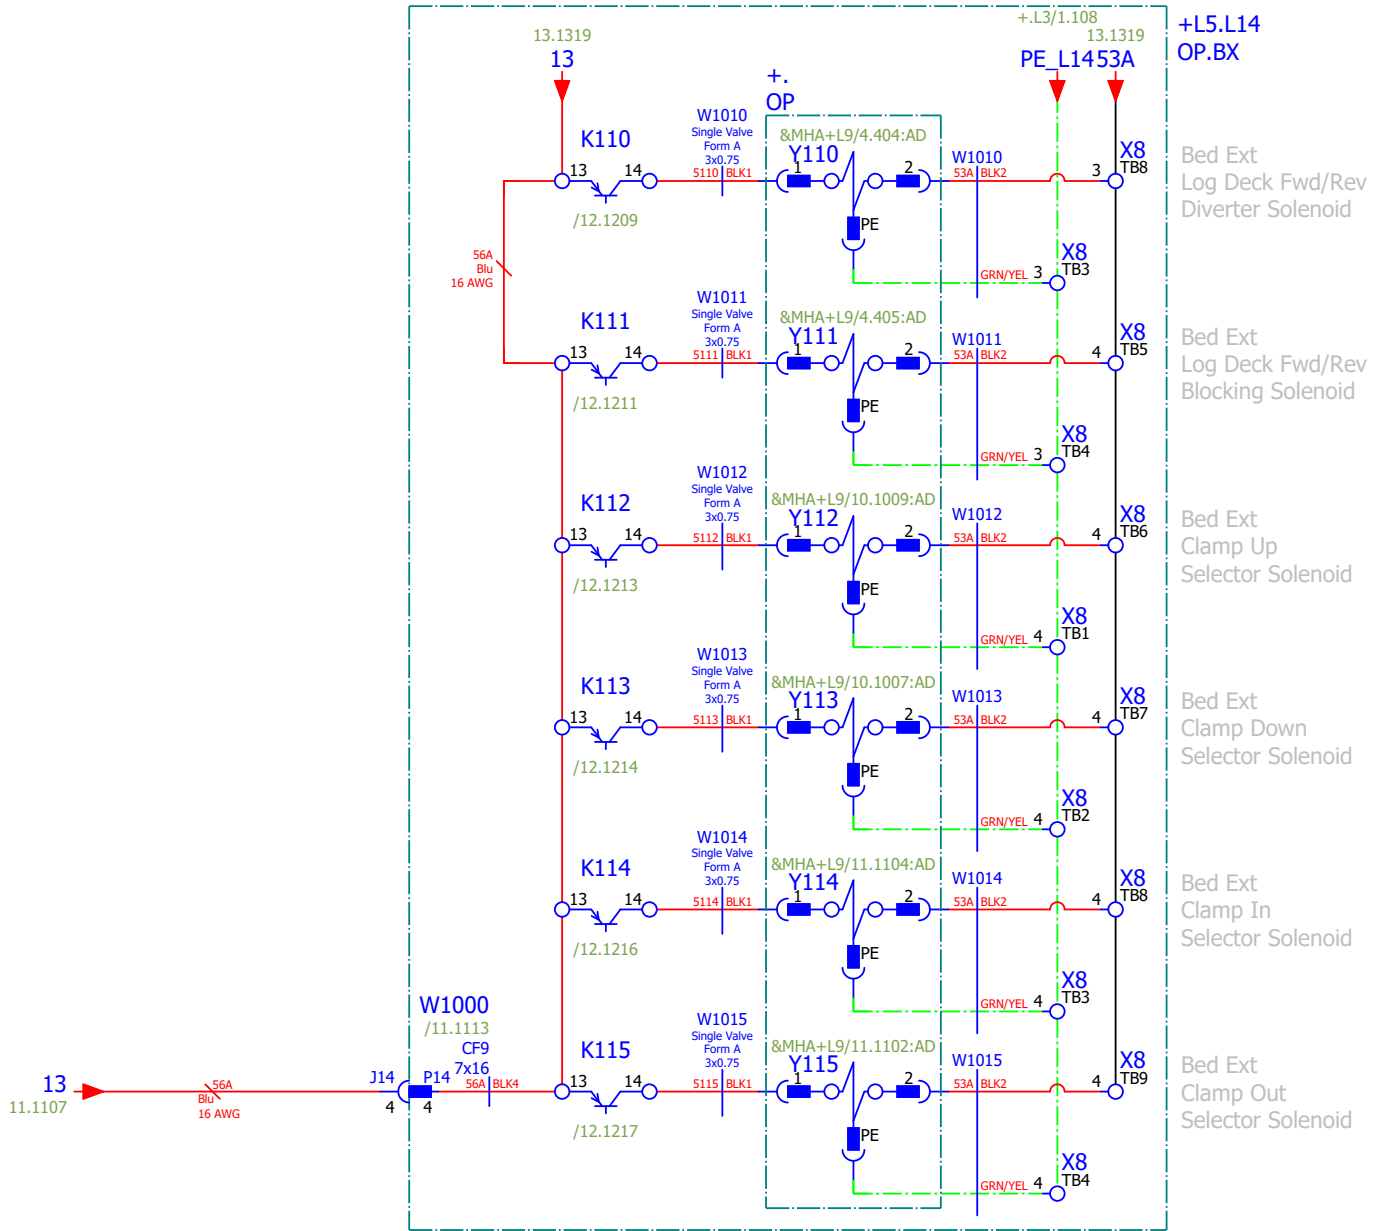 +.L3/1.108
+L5.L14
OP.BX
13.1319
13
PE_L14
13.1319
53A
+.
OP
W1010
Single Valve
Form A
3x0.75
&MHA+L9/4.404:AD
K110
Y110
W1010
X8
TB8
13
14
5110
BLK1
1
2
53A
BLK2
3
Bed Ext
Log Deck Fwd/Rev
Diverter Solenoid
/12.1209
PE
56A
Blu
16 AWG
GRN/YEL
3
X8
TB3
W1011
Single Valve
Form A
3x0.75
&MHA+L9/4.405:AD
K111
Y111
W1011
X8
TB5
13
14
5111
BLK1
1
2
53A
BLK2
4
Bed Ext
Log Deck Fwd/Rev
Blocking Solenoid
/12.1211
PE
GRN/YEL
3
X8
TB4
W1012
Single Valve
Form A
3x0.75
&MHA+L9/10.1009:AD
K112
Y112
W1012
X8
TB6
13
14
5112
BLK1
1
2
53A
BLK2
4
Bed Ext
Clamp Up
Selector Solenoid
/12.1213
PE
GRN/YEL
4
X8
TB1
W1013
Single Valve
Form A
3x0.75
&MHA+L9/10.1007:AD
K113
Y113
W1013
X8
TB7
13
14
5113
BLK1
1
2
53A
BLK2
4
Bed Ext
Clamp Down
Selector Solenoid
/12.1214
PE
GRN/YEL
4
X8
TB2
W1014
Single Valve
Form A
3x0.75
&MHA+L9/11.1104:AD
K114
Y114
W1014
X8
TB8
13
14
5114
BLK1
1
2
53A
BLK2
4
Bed Ext
Clamp In
Selector Solenoid
/12.1216
PE
GRN/YEL
4
X8
TB3
W1000
/11.1113
CF9
7x16
W1015
Single Valve
Form A
3x0.75
&MHA+L9/11.1102:AD
K115
Y115
W1015
X8
TB9
13
11.1107
56A
Blu
16 AWG
J14
4
P14
4
56A
BLK4
13
14
5115
BLK1
1
2
53A
BLK2
4
Bed Ext
Clamp Out
Selector Solenoid
/12.1217
PE
GRN/YEL
4
X8
TB4